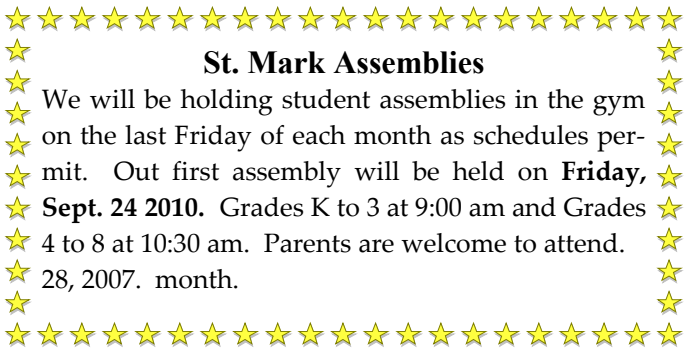 St. Mark Assemblies
We will be holding student assemblies in the gym
on the last Friday of each month as schedules per-
mit.  Out first assembly will be held on Friday,
Sept. 24 2010.  Grades K to 3 at 9:00 am and Grades
4 to 8 at 10:30 am.  Parents are welcome to attend.
28, 2007.  month.